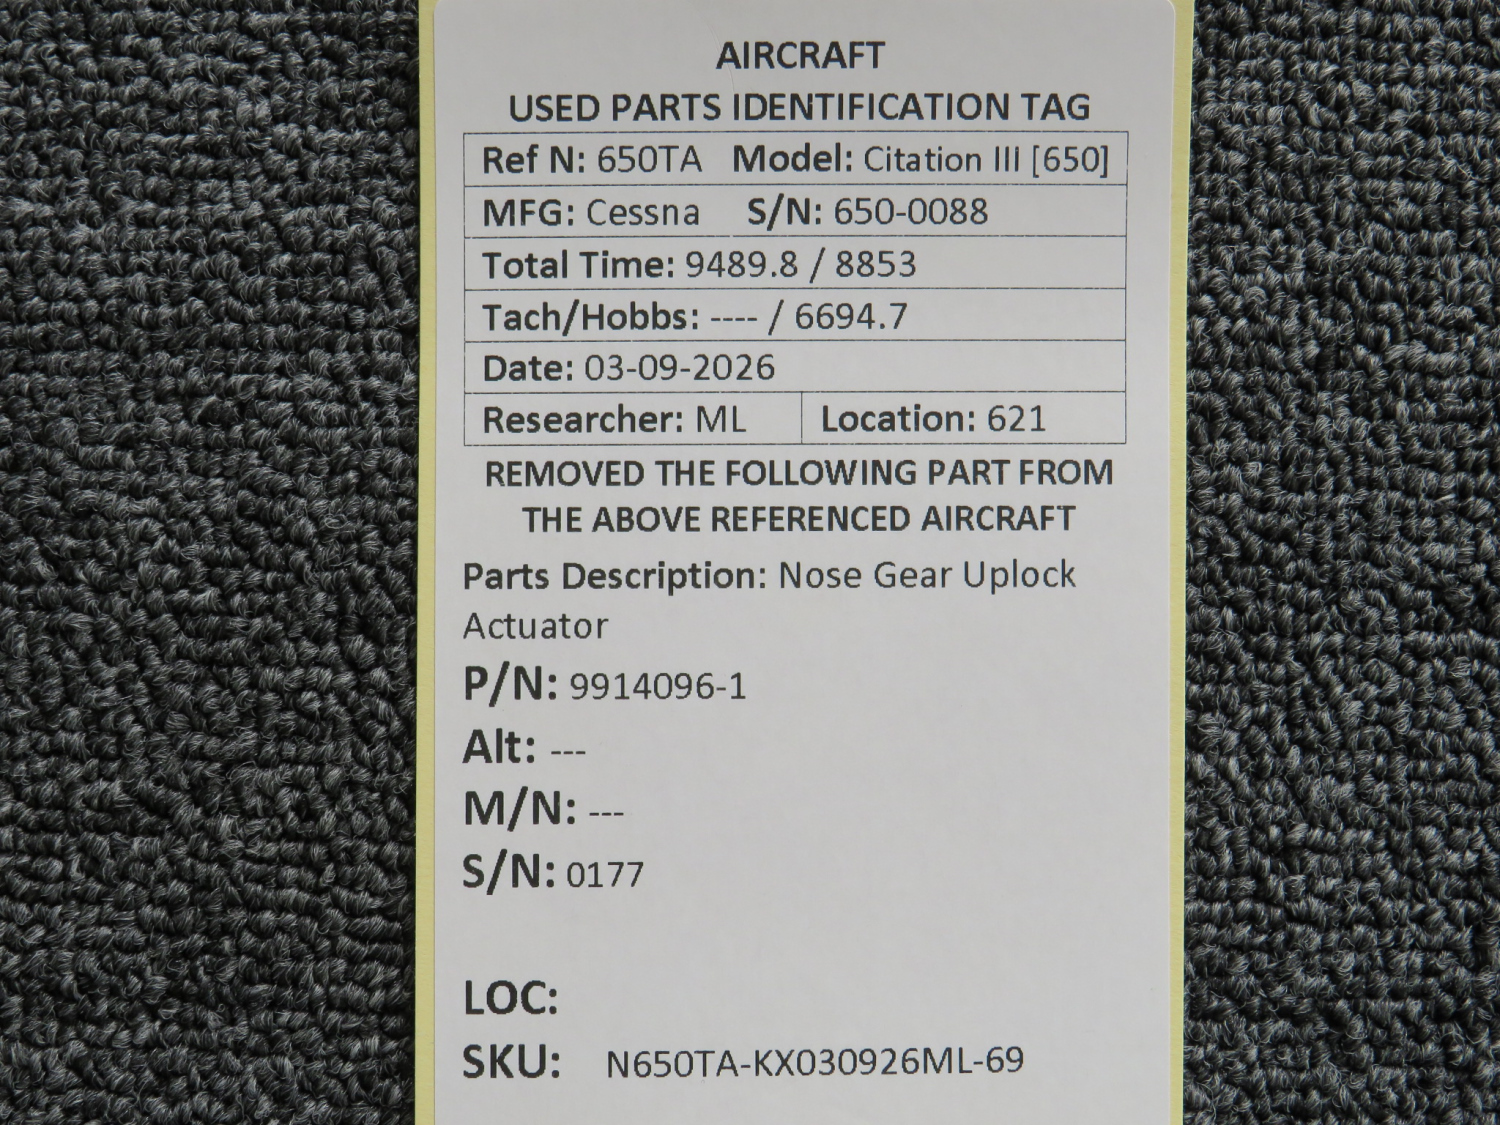 AIRCRAFT
USED PARTS IDENTIFICATION TAG
Ref N: 650TA Model: Citation III [650]
MFG: Cessna S/N: 650-0088
Total Time: 9489.8 / 8853
Tach/Hobbs: ---- / 6694.7
Date: 03-09-2026
Researcher: ML Location: 621
REMOVED THE FOLLOWING PART FROM
THE ABOVE REFERENCED AIRCRAFT
Parts Description: Nose Gear Uplock
Actuator
P/N: 9914096-1
Alt: ---
M/N: ---
S/N: 0177
LOC:
SKU: N650TA-KX030926ML-69